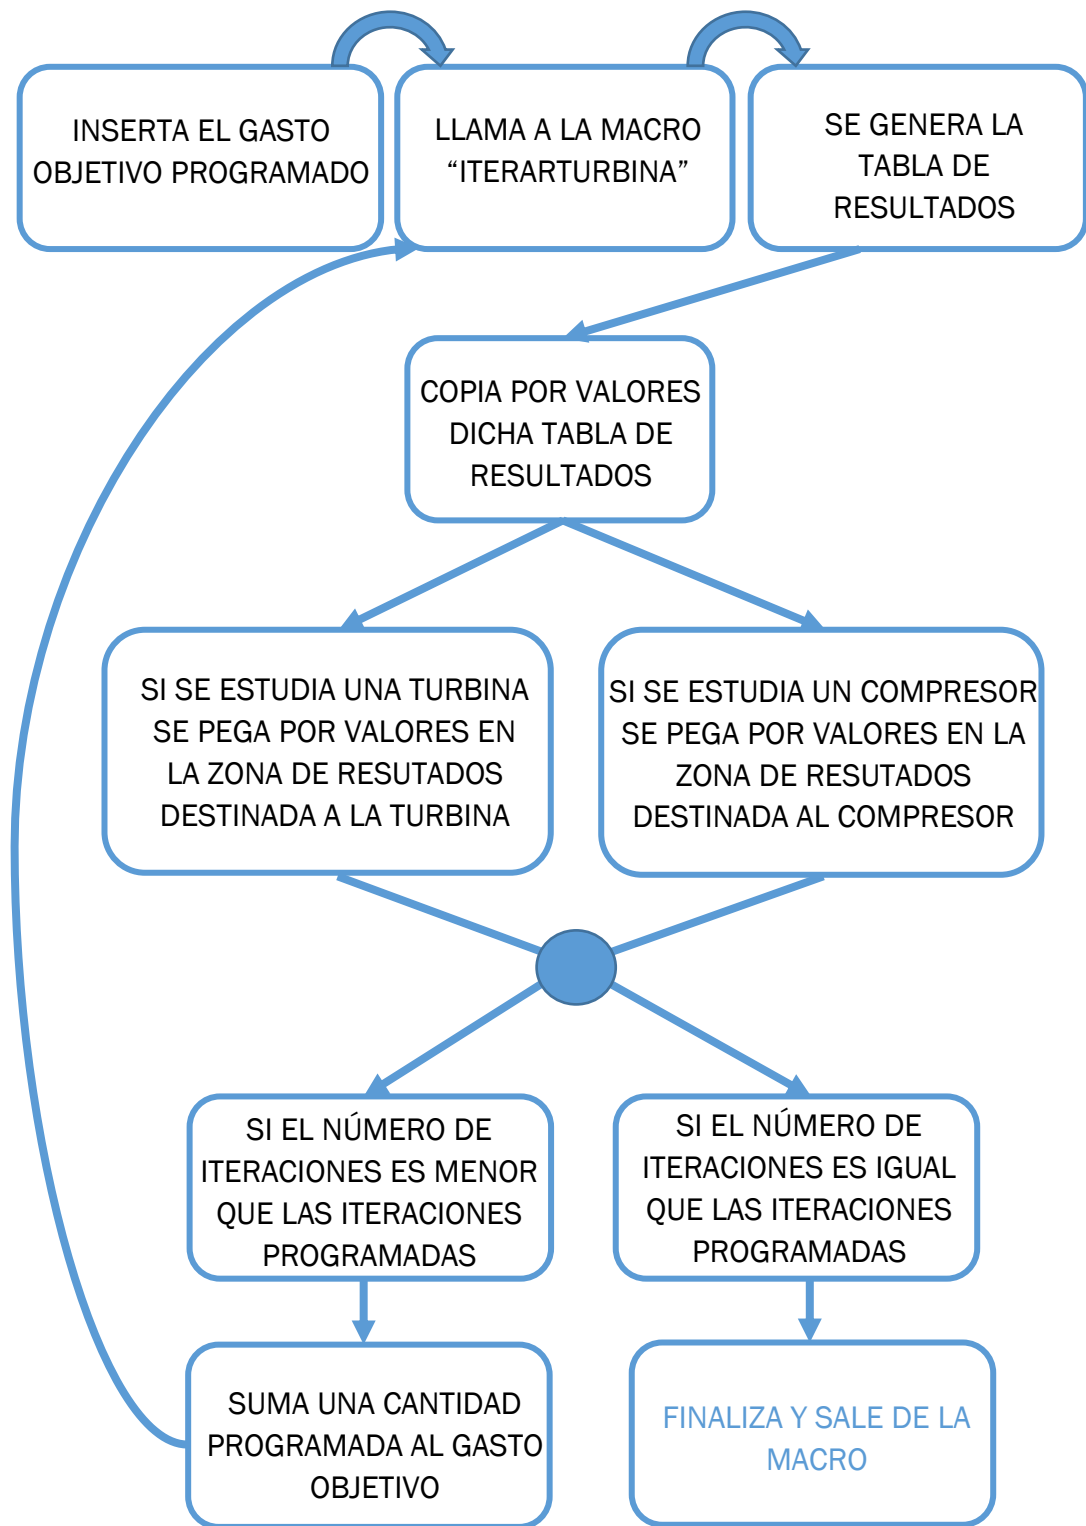 INSERTA EL GASTO
OBJETIVO PROGRAMADO
LLAMA A LA MACRO
“ITERARTURBINA”
SE GENERA LA
TABLA DE
RESULTADOS
COPIA POR VALORES
DICHA TABLA DE
RESULTADOS
SI SE ESTUDIA UNA TURBINA
SE PEGA POR VALORES EN
LA ZONA DE RESUTADOS
DESTINADA A LA TURBINA
SI SE ESTUDIA UN COMPRESOR
SE PEGA POR VALORES EN LA
ZONA DE RESUTADOS
DESTINADA AL COMPRESOR
SI EL NÚMERO DE
ITERACIONES ES MENOR
QUE LAS ITERACIONES
PROGRAMADAS
SI EL NÚMERO DE
ITERACIONES ES IGUAL
QUE LAS ITERACIONES
PROGRAMADAS
SUMA UNA CANTIDAD
PROGRAMADA AL GASTO
OBJETIVO
FINALIZA Y SALE DE LA
MACRO